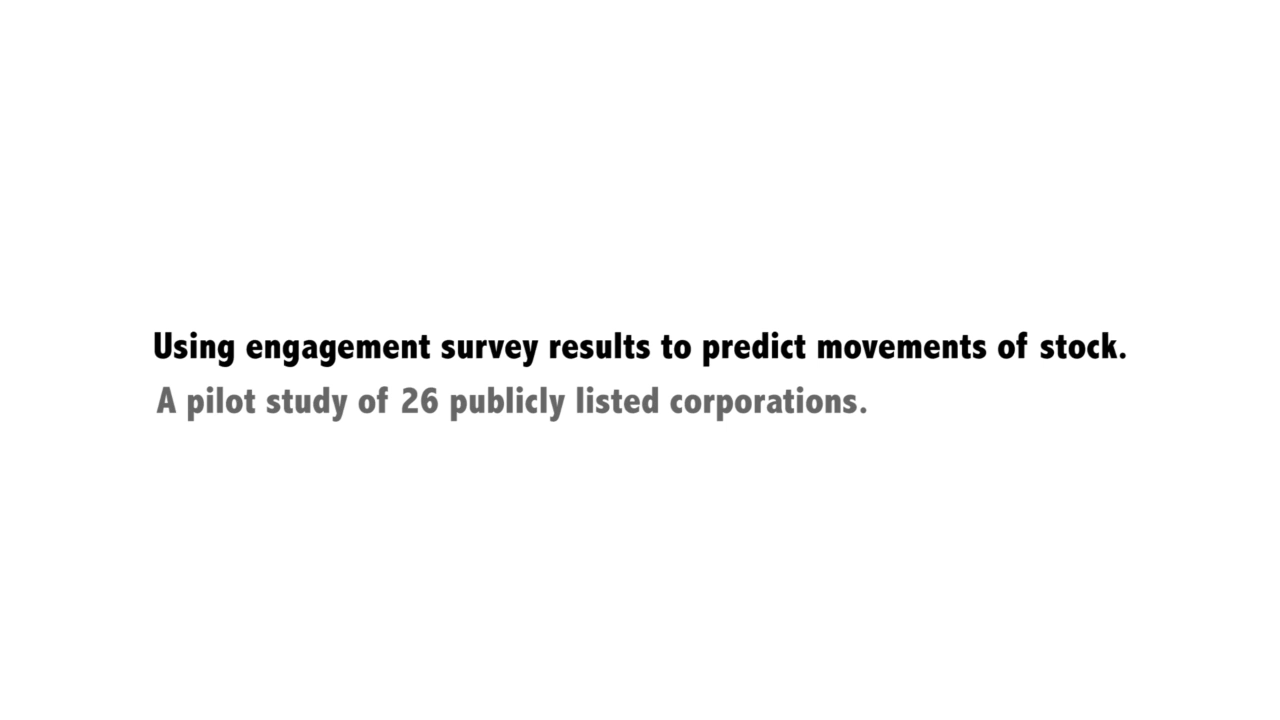 Using engagement survey results to predict movements of stock.
A pilot study of 26 publicly listed corporations.